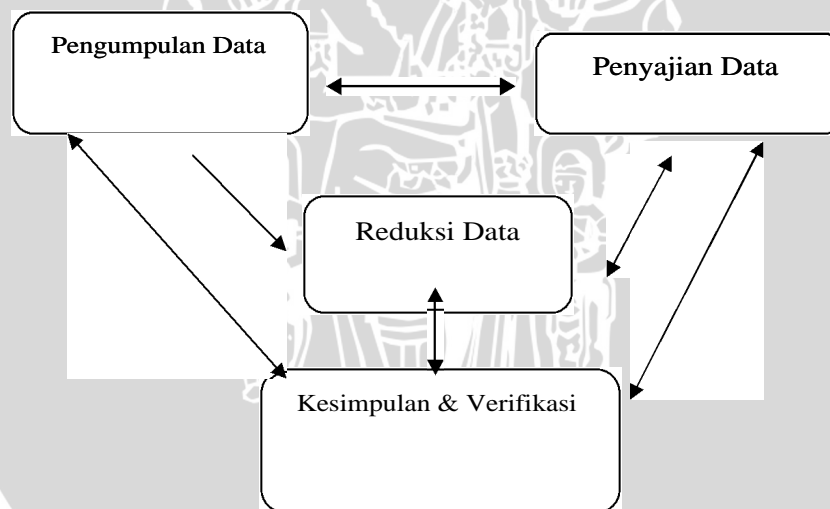 Pengumpulan Data
Penyajian Data
Reduksi Data
Kesimpulan & Verifikasi